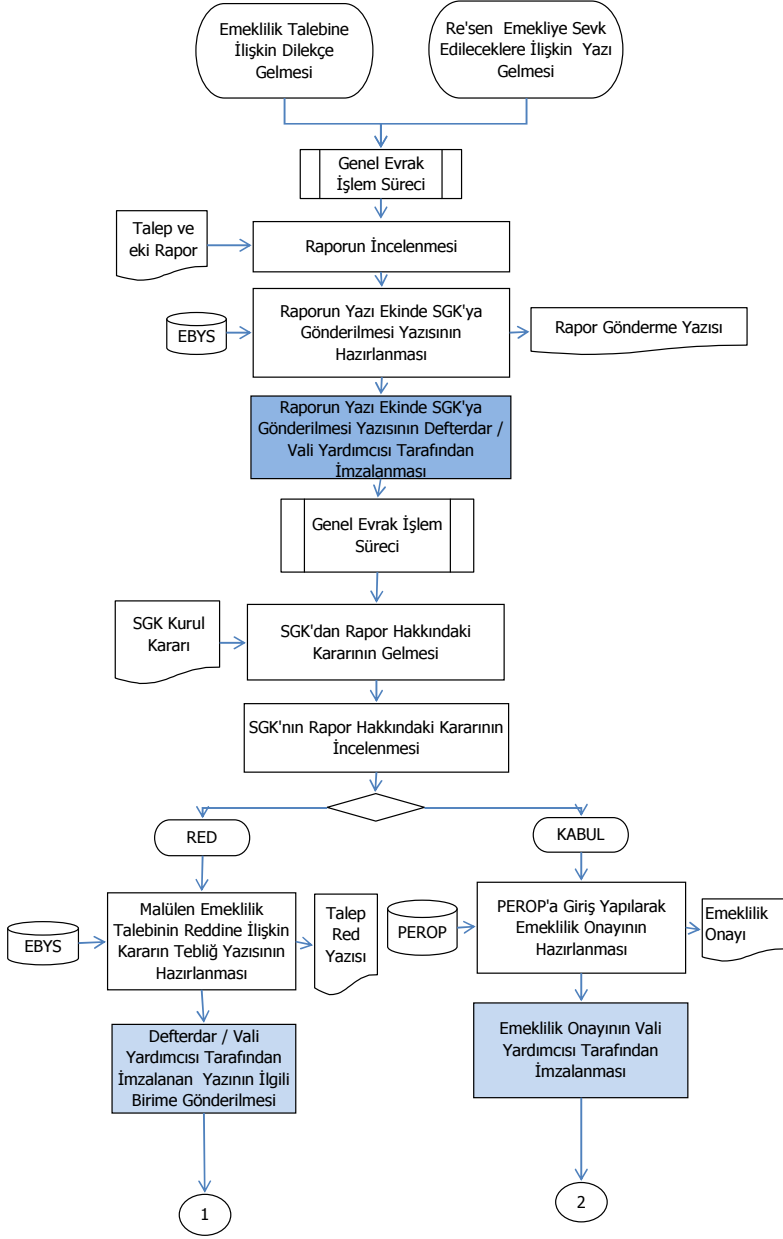 Emeklilik Talebine
İlişkin Dilekçe
Gelmesi
Re'sen  Emekliye Sevk
Edileceklere İlişkin  Yazı
Gelmesi
Genel Evrak
İşlem Süreci
Talep ve
eki Rapor
Raporun İncelenmesi
EBYS
Raporun Yazı Ekinde SGK'ya
Gönderilmesi Yazısının
Hazırlanması
Rapor Gönderme Yazısı
Raporun Yazı Ekinde SGK'ya
Gönderilmesi Yazısının Defterdar /
Vali Yardımcısı Tarafından
İmzalanması
Genel Evrak İşlem
Süreci
SGK Kurul
Kararı
SGK'dan Rapor Hakkındaki
Kararının Gelmesi
SGK'nın Rapor Hakkındaki Kararının
İncelenmesi
RED
KABUL
EBYS
Malülen Emeklilik
Talebinin Reddine İlişkin
Kararın Tebliğ Yazısının
Hazırlanması
Talep
Red
Yazısı
PEROP
PEROP'a Giriş Yapılarak
Emeklilik Onayının
Hazırlanması
Emeklilik
Onayı
Defterdar / Vali
Yardımcısı Tarafından
İmzalanan  Yazının İlgili
Birime Gönderilmesi
Emeklilik Onayının Vali
Yardımcısı Tarafından
İmzalanması
1
2